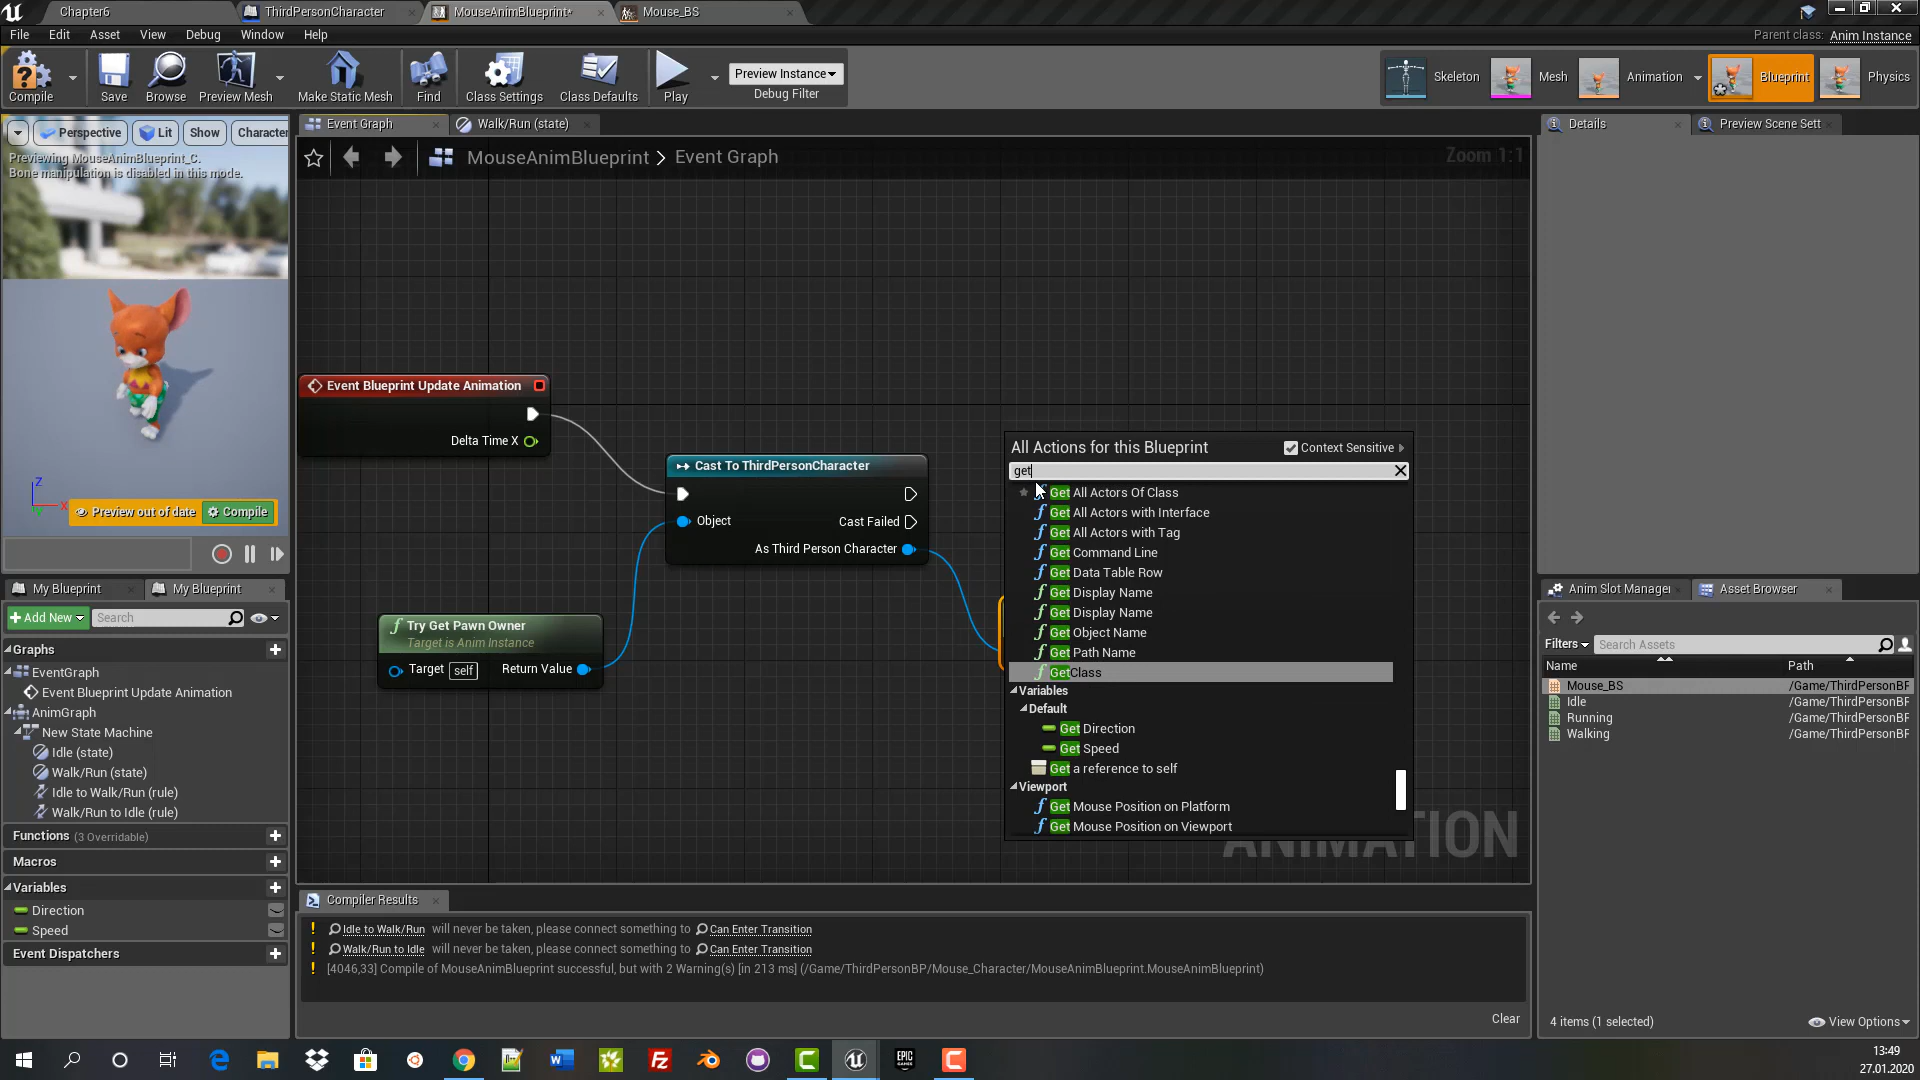 Chapter6
ThirdPersonCharacter
MouseAnimBlueprint*
Mouse_BS
File Edit Asset View Debug Window Help
Parent class: Anim Instance
Compile
Save
Browse
Preview Mesh
Make Static Mesh
Find
Class Settings
Class Defaults
Play
Preview Instance
Debug Filter
Skeleton
Mesh
Animation
Blueprint
Physics
Perspective
Lit
Show
Character
Previewing MouseAnimBlueprint_C.
Bone manipulation is disabled in this mode.
Z
X
Preview out of date
Compile
My Blueprint
My Blueprint
Add New
Search
Graphs
EventGraph
Event Blueprint Update Animation
AnimGraph
New State Machine
Idle (state)
Walk/Run (state)
Idle to Walk/Run (rule)
Walk/Run to Idle (rule)
Functions (3 Overridable)
Macros
Variables
Direction
Speed
Event Dispatchers
Event Graph
Walk/Run (state)
MouseAnimBlueprint > Event Graph
Zoom 1:1
Event Blueprint Update Animation
Delta Time X
Cast To ThirdPersonCharacter
Object
Cast Failed
As Third Person Character
Try Get Pawn Owner
Target is Anim Instance
Target self
Return Value
All Actions for this Blueprint
Context Sensitive
get
Get All Actors Of Class
Get All Actors with Interface
Get All Actors with Tag
Get Command Line
Get Data Table Row
Get Display Name
Get Display Name
Get Object Name
Get Path Name
GetClass
Variables
Default
Get Direction
Get Speed
Get a reference to self
Viewport
Get Mouse Position on Platform
Get Mouse Position on Viewport
Compiler Results
Idle to Walk/Run will never be taken, please connect something to Can Enter Transition
Walk/Run to Idle will never be taken, please connect something to Can Enter Transition
[4046,33] Compile of MouseAnimBlueprint successful, but with 2 Warning(s) [in 213 ms] (/Game/ThirdPersonBP/Mouse_Character/MouseAnimBlueprint.MouseAnimBlueprint)
Clear
Details
Preview Scene Sett
Anim Slot Manager
Asset Browser
Filters
Search Assets
Name
Path
Mouse_BS /Game/ThirdPersonBP
Idle /Game/ThirdPersonBP
Running /Game/ThirdPersonBP
Walking /Game/ThirdPersonBP
4 items (1 selected)
View Options
EPIC
GAMES
13:49
27.01.2020